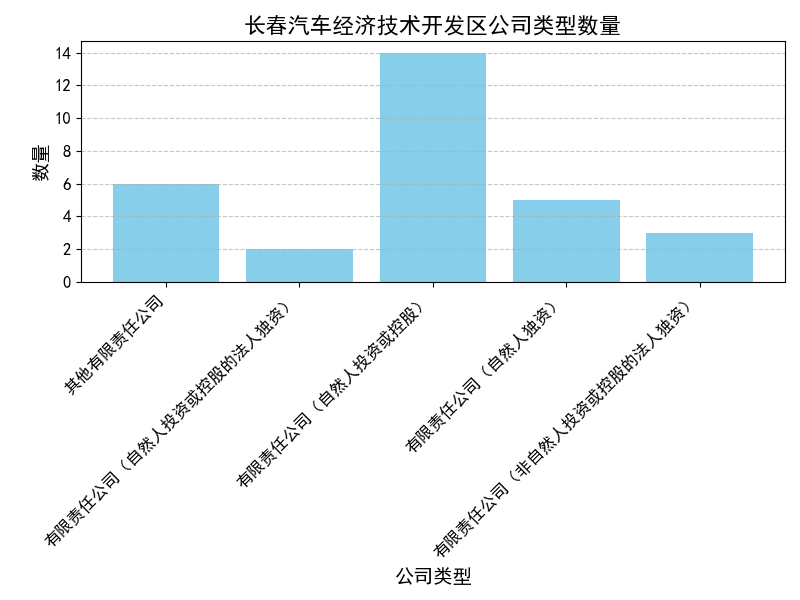 长春汽车经济技术开发区公司类型数量
数量
14
12
10
8
6
4
2
0
其他有限责任公司
有限责任公司（自然人投资或控股的法人独资）
有限责任公司（自然人投资或控股）
有限责任公司（自然人独资）
有限责任公司（非自然人投资或控股的法人独资）
公司类型